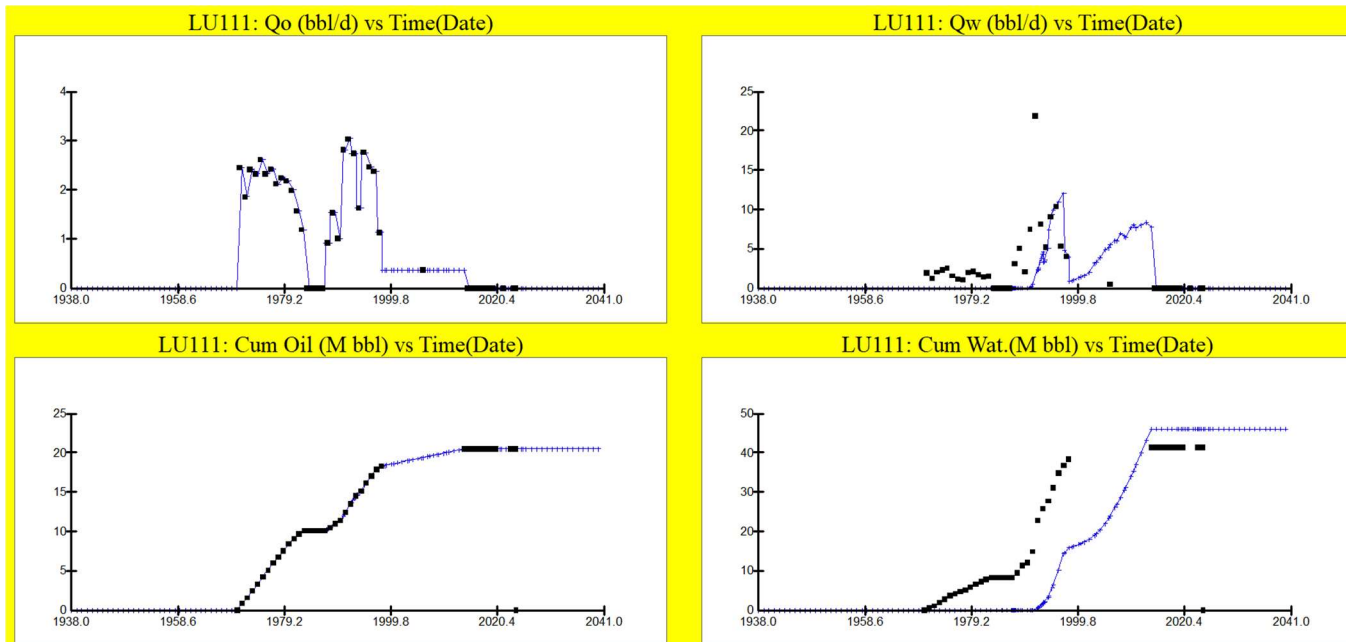 LU111: Qo (bbl/d) vs Time(Date)
4
3
2
1
0
1938.0 1958.6 1979.2 1999.8 2020.4 2041.0
LU111: Qw (bbl/d) vs Time(Date)
25
20
15
10
5
0
1938.0 1958.6 1979.2 1999.8 2020.4 2041.0
LU111: Cum Oil (M bbl) vs Time(Date)
25
20
15
10
5
0
1938.0 1958.6 1979.2 1999.8 2020.4 2041.0
LU111: Cum Wat.(M bbl) vs Time(Date)
50
40
30
20
10
0
1938.0 1958.6 1979.2 1999.8 2020.4 2041.0